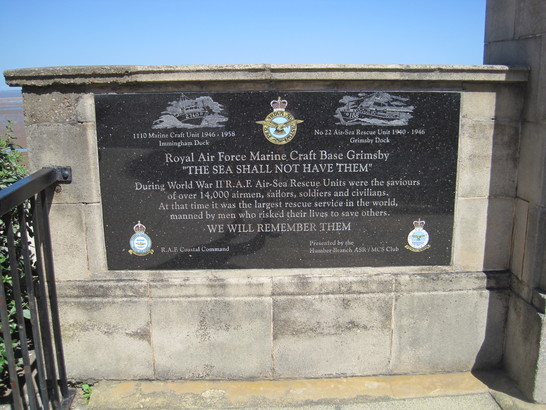 1110 Marine Craft Unit 1946 - 1958
Immingham Dock
No 22 Air-Sea Rescue Unit 1940 - 1946
Grimsby Dock
Royal Air Force Marine Craft Base Grimsby
"THE SEA SHALL NOT HAVE THEM"
During World War II R.A.F. Air-Sea Rescue Units were the saviours
of over 14,000 airmen, sailors, soldiers and civilians.
At that time it was the largest rescue service in the world,
manned by men who risked their lives to save others.
WE WILL REMEMBER THEM
R.A.F. Coastal Command
Presented by the
Humber Branch ASR / MCS Club